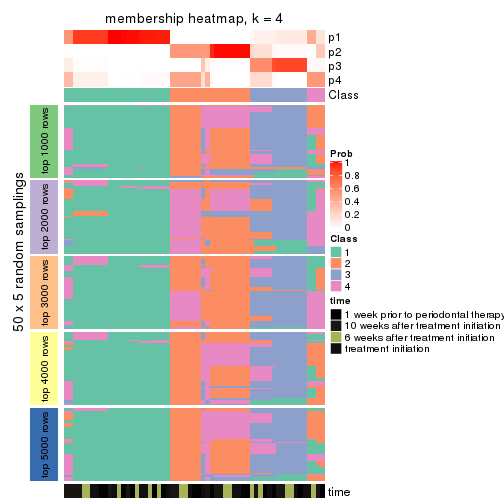 membership heatmap, k = 4
p1
p2
p3
p4
Class
50 x 5 random samplings
top 1000 rows
top 2000 rows
top 3000 rows
top 4000 rows
top 5000 rows
time
Prob
1
0.8
0.6
0.4
0.2
0
Class
1
2
3
4
time
1 week prior to periodontal therapy
10 weeks after treatment initiation
6 weeks after treatment initiation
treatment initiation